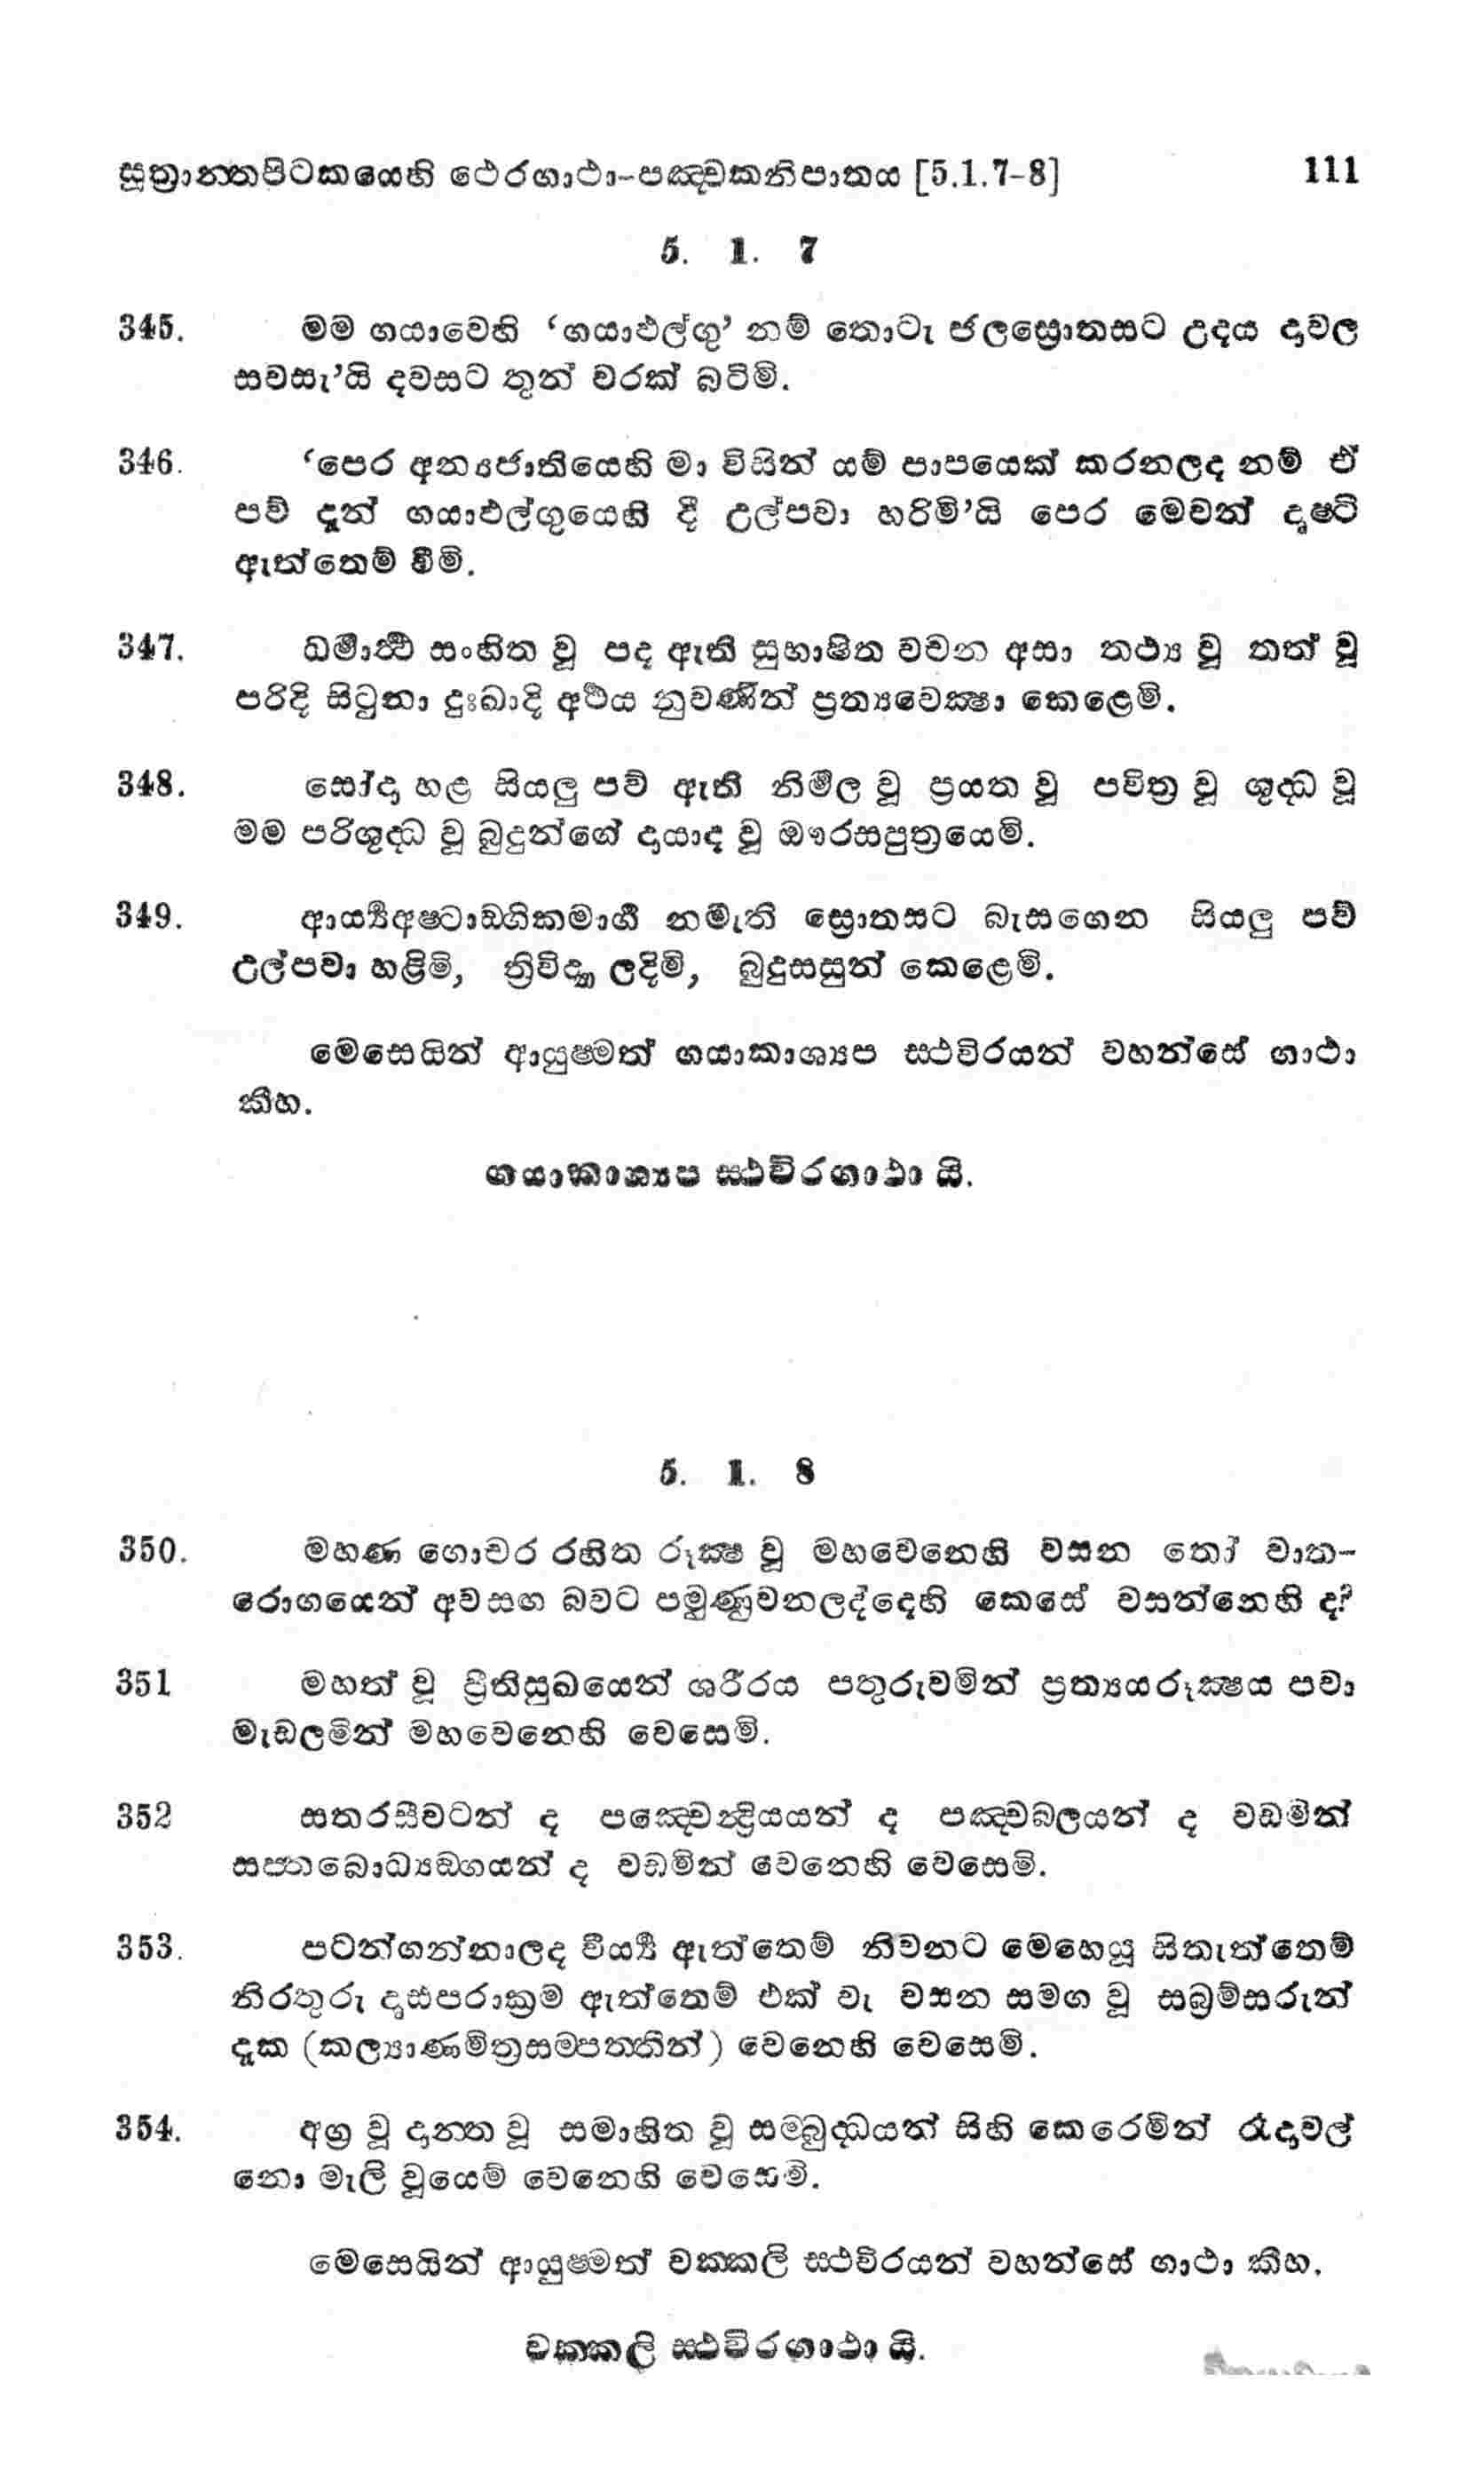 සූත්‍රාන්තපිටකයෙහි ථෙරගාථා-පඤ්චකනිපාතය [5.1.7-8] 111
5. 1. 7
345. මම ගයාවෙහි ‘ගයාඵල්ගු’ නම් තොටැ ජලස්‍රොතසට උදය දාවල
සවසැ’යි දවසට තුන් වරක් බටිමි.
346. ‘පෙර අන්‍යජාතියෙහි මා විසින් යම් පාපයෙක් කරනලද නම් ඒ
පව් දැන් ගයාඵල්ගුයෙහි දී උල්පවා හරිමි’යි පෙර මෙවන් දෘෂ්ටි
ඇත්තෙම් වීමි.
347. ධර්මාර්ත්‍ථ සංහිත වූ පද ඇති සුභාෂිත වචන අසා තථ්‍ය වූ තත් වූ
පරිදි සිටුනා දුඃඛාදි අර්ථය නුවණින් ප්‍රත්‍යවෙක්‍ෂා කෙළෙමි.
348. සෝදා හළ සියලු පව් ඇති නිර්මල වූ ප්‍රයත වූ පවිත්‍ර වූ ශුද්ධ වූ
මම පරිශුද්ධ වූ බුදුන්ගේ දායාද වූ ඖරසපුත්‍රයෙමි.
349. ආර්‍ය්‍යඅෂ්ටාඞ්ගිකමාර්ග නමැති ස්‍රොතසට බැසගෙන සියලු පව්
උල්පවා හළිමි, ත්‍රිවිද්‍යා ලදිමි, බුදුසසුන් කෙළෙමි.
මෙසෙයින් ආයුෂ්මත් ගයාකාශ්‍යප ස්ථවිරයන් වහන්සේ ගාථා
කීහ.
ගයාකාශ්‍යප ස්ථවිරගාථා යි.
5. 1. 8
350. මහණ ගොචර රහිත රූක්‍ෂ වූ මහවෙනෙහි වසන තෝ වාත-
රොගයෙන් අවසඟ බවට පමුණුවනලද්දෙහි කෙසේ වසන්නෙහි ද?
351 මහත් වූ ප්‍රීතිසුඛයෙන් ශරීරය පතුරුවමින් ප්‍රත්‍යයරූක්‍ෂය පවා
මැඩලමින් මහවෙනෙහි වෙසෙමි.
352 සතරසීවටන් ද පඤ්චෙන්ද්‍රියයන් ද පඤ්චබලයන් ද වඩමින්
සප්තබොධ්‍යඞ්ගයන් ද වඩමින් වෙනෙහි වෙසෙමි.
353. පටන්ගන්නාලද වීර්‍ය්‍ය ඇත්තෙම් නිවනට මෙහෙයූ සිතැත්තෙම්
නිරතුරු දෘඪපරාක්‍රම ඇත්තෙම් එක් වැ වසන සමඟ වූ සබ්‍රම්සරුන්
දැක (කල්‍යාණමිත්‍රසම්පත්තීන්) වෙනෙහි වෙසෙමි.
354. අග්‍ර වූ දාන්ත වූ සමාහිත වූ සම්බුද්ධයන් සිහි කෙරෙමින් රෑදාවල්
නො මැලි වූයෙම් වෙනෙහි වෙසෙමි.
මෙසෙයින් ආයුෂ්මත් වක්කලි ස්ථවිරයන් වහන්සේ ගාථා කීහ.
වක්කලි ස්ථවිරගාථා යි.